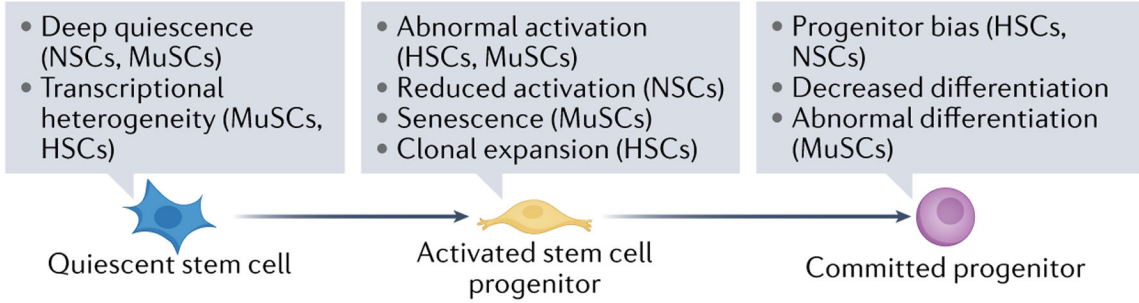 • Deep quiescence
(NSCs, MuSCs)
• Transcriptional
heterogeneity (MuSCs,
HSCs)
• Abnormal activation
(HSCs, MuSCs)
• Reduced activation (NSCs)
• Senescence (MuSCs)
• Clonal expansion (HSCs)
• Progenitor bias (HSCs,
NSCs)
• Decreased differentiation
• Abnormal differentiation
(MuSCs)
Quiescent stem cell
Activated stem cell
progenitor
Committed progenitor